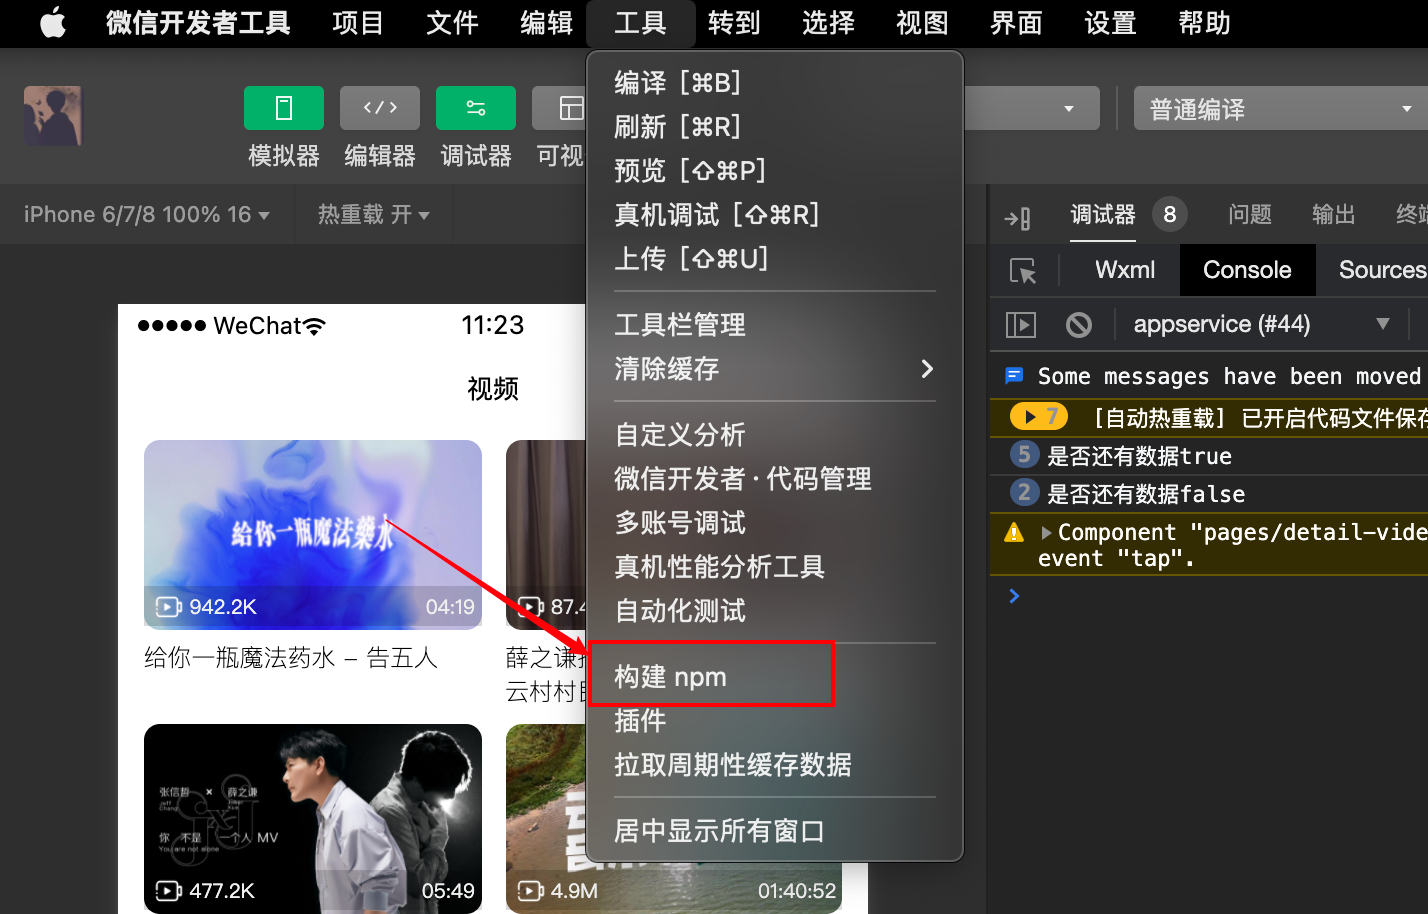 微信开发者工具 项目 文件 编辑 工具 转到 选择 视图 界面 设置 帮助
模拟器 编辑器 调试器 可视
普通编译
编译 [⌘B]
刷新 [⌘R]
预览 [⇧⌘P]
真机调试 [⇧⌘R]
上传 [⇧⌘U]
工具栏管理
清除缓存
自定义分析
微信开发者·代码管理
多账号调试
真机性能分析工具
自动化测试
构建 npm
插件
拉取周期性缓存数据
居中显示所有窗口
iPhone 6/7/8 100% 16 热重载 开
WeChat 11:23
视频
给你一瓶魔法藥水
942.2K 04:19
87.4
给你一瓶魔法药水 – 告五人
薛之谦
云村村
张信哲 × 薛之谦
Jeff Chang
Joker Xue
你 不是 一个人 MV
You are not alone
477.2K 05:49
4.9M 01:40:52
调试器 8 问题 输出 终端
Wxml Console Sources
appservice (#44)
Some messages have been moved
7 [自动热重载] 已开启代码文件保存
5 是否还有数据true
2 是否还有数据false
Component "pages/detail-vide
event "tap".